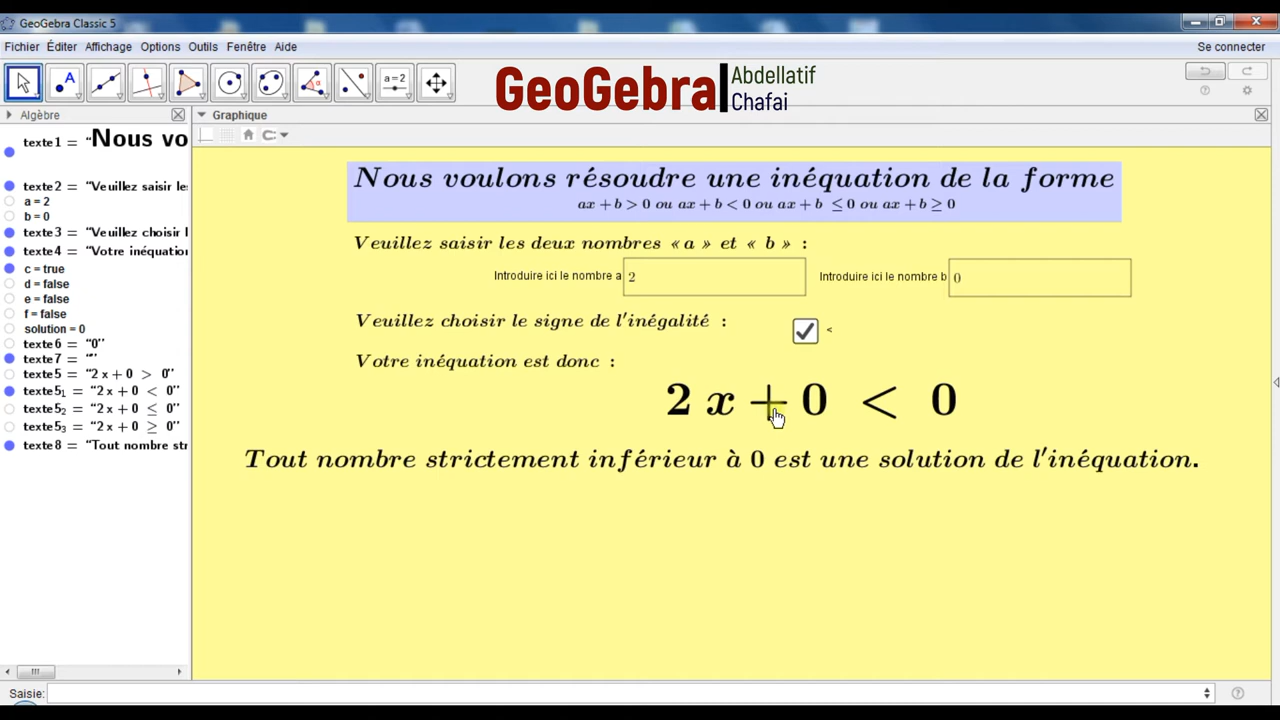 GeoGebra Classic 5
Fichier Éditer Affichage Options Outils Fenêtre Aide
Se connecter
A
a=2
GeoGebra
Abdellatif
Chafai
Algèbre
Graphique
texte1 = “Nous vo
texte2 = “Veuillez saisir le
a = 2
b = 0
texte3 = “Veuillez choisir l
texte4 = “Votre inéquation
c = true
d = false
e = false
f = false
solution = 0
texte6 = “0”
texte7 = “”
texte5 = “2 x + 0 > 0”
texte5₁ = “2 x + 0 < 0”
texte5₂ = “2 x + 0 ≤ 0”
texte5₃ = “2 x + 0 ≥ 0”
texte8 = “Tout nombre str
Nous voulons résoudre une inéquation de la forme
ax + b > 0 ou ax + b < 0 ou ax + b ≤ 0 ou ax + b ≥ 0
Veuillez saisir les deux nombres « a » et « b » :
Introduire ici le nombre a 2
Introduire ici le nombre b 0
Veuillez choisir le signe de l'inégalité :
<
Votre inéquation est donc :
2 x + 0 < 0
Tout nombre strictement inférieur à 0 est une solution de l'inéquation.
Saisie: